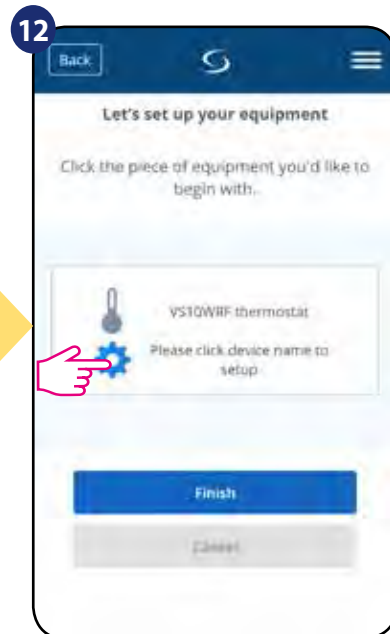 12
Back
Let's set up your equipment
Click the piece of equipment you'd like to
begin with.
VS10WRF thermostat
Please click device name to
setup
Finish
Cancel